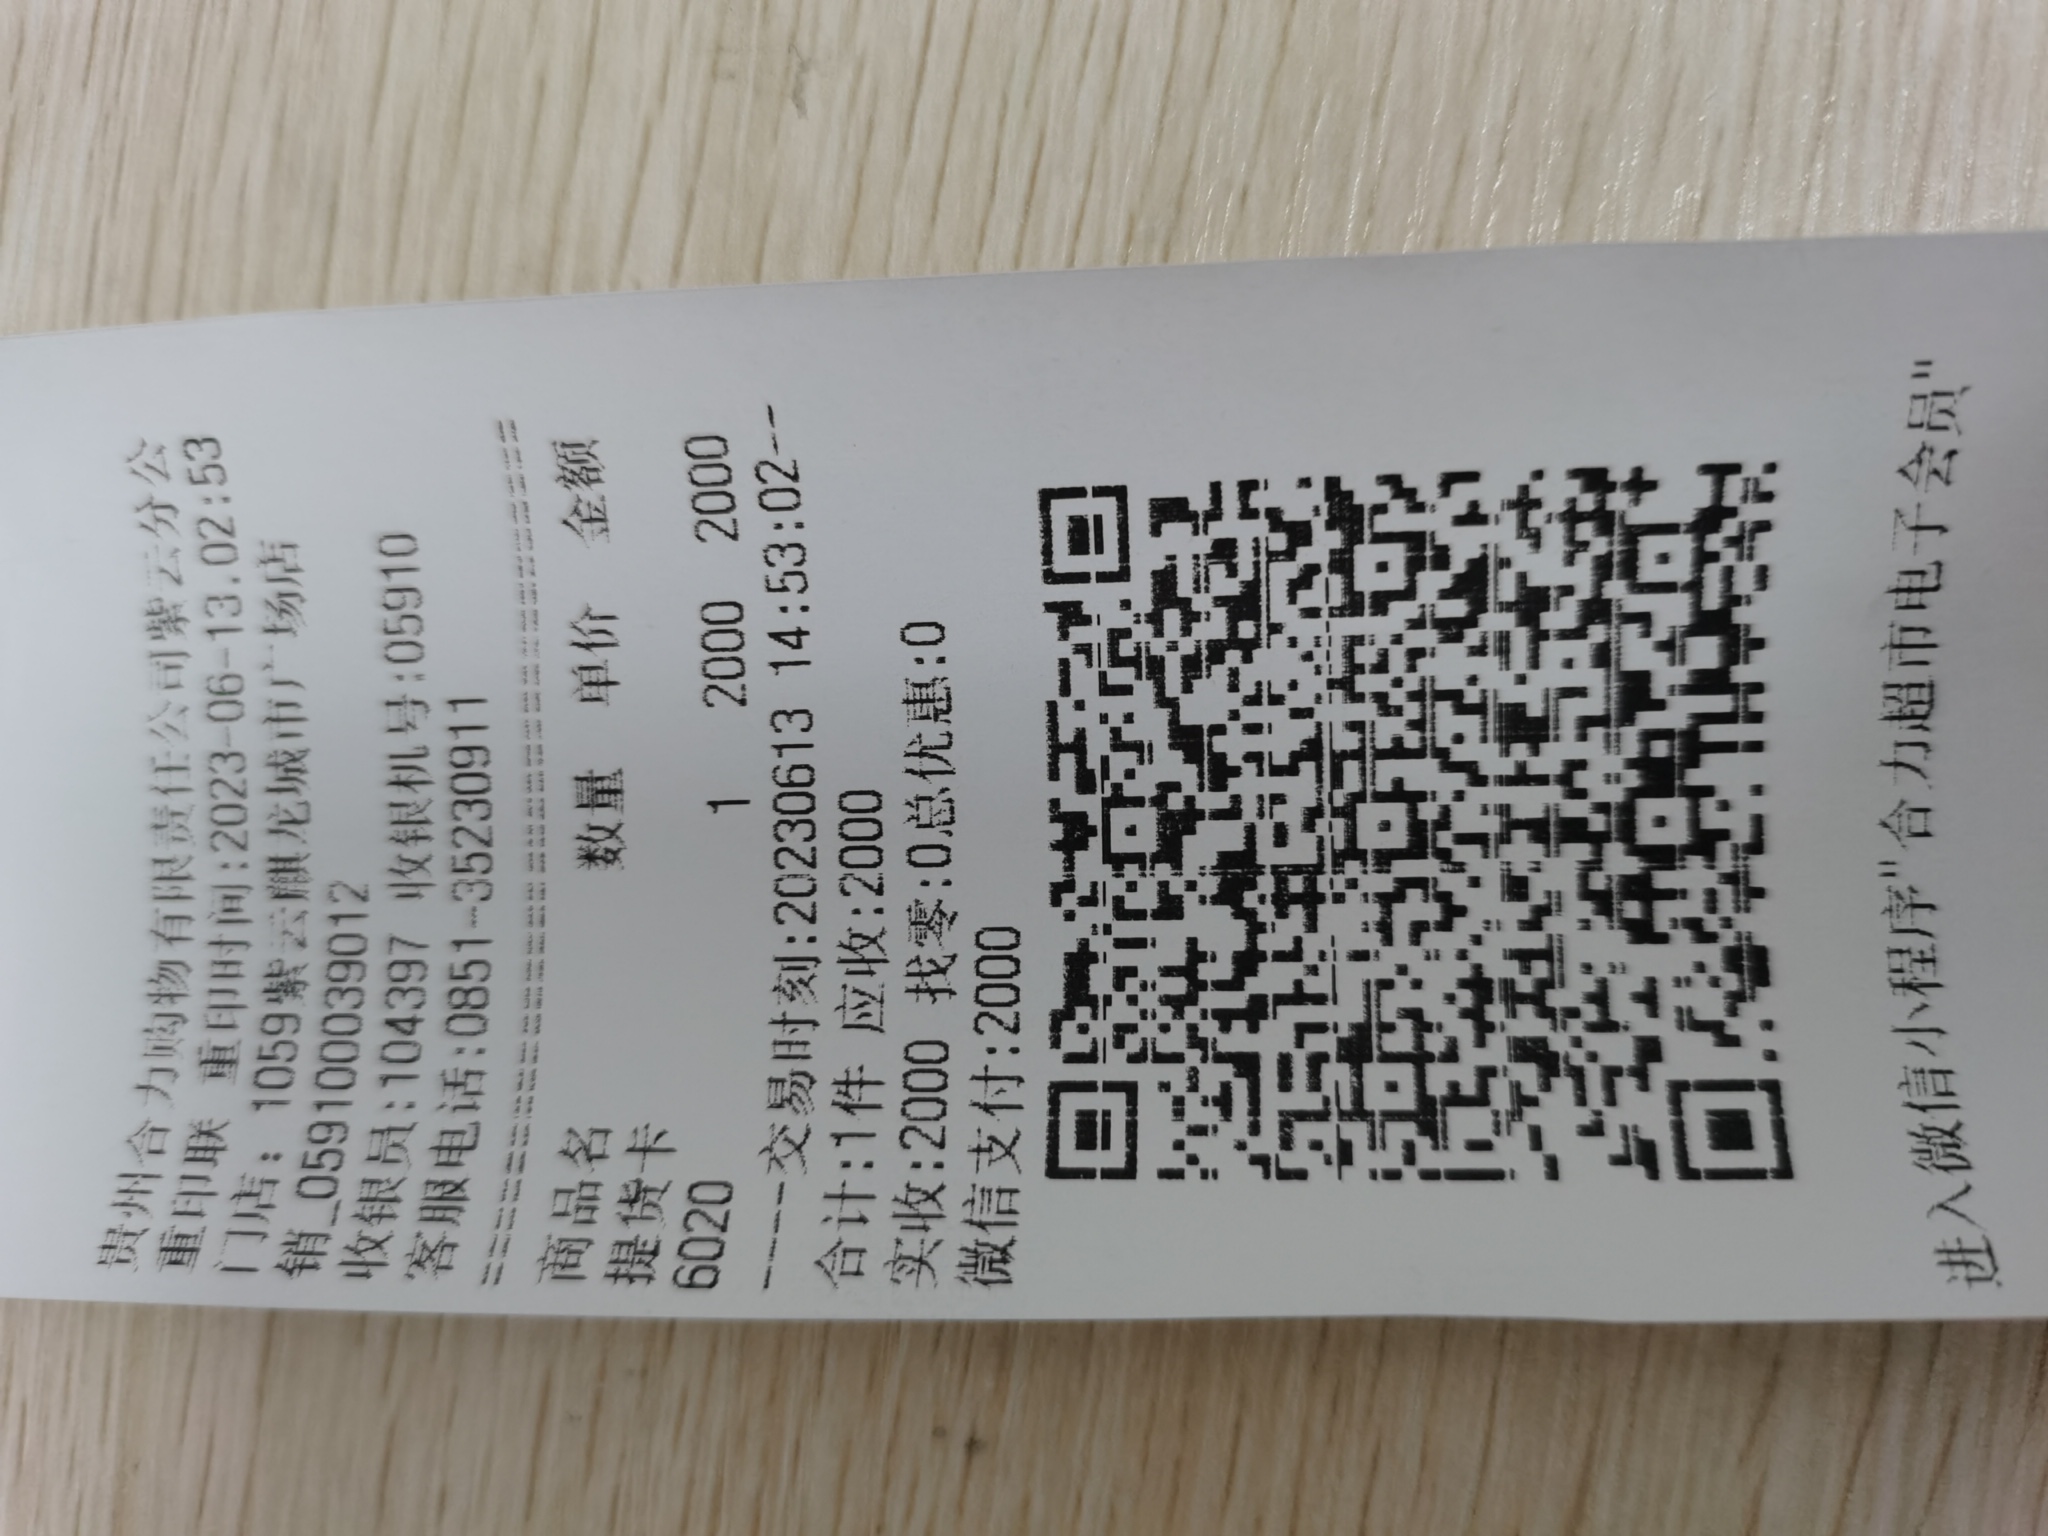 贵州合力购物有限责任公司紫云分公
重印联 重印时间:2023-06-13.02:53
门店: 1059紫云麒龙城市广场店
销_059100039012
收银员:104397 收银机号:059910
客服电话:0851-35230911
================================
商品名 数量 单价 金额
提货卡
6020 1 2000 2000
----交易时刻:20230613 14:53:02---
合计:1件 应收:2000
实收:2000 找零:0总优惠:0
微信支付:2000
进入微信小程序"合力超市电子会员"